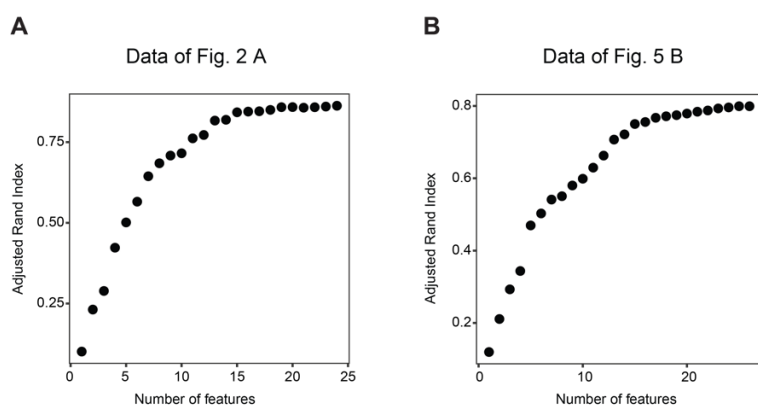 A
Data of Fig. 2 A
Adjusted Rand Index
0.75
0.50
0.25
0 5 10 15 20 25
Number of features
B
Data of Fig. 5 B
Adjusted Rand Index
0.8
0.6
0.4
0.2
0 10 20
Number of features